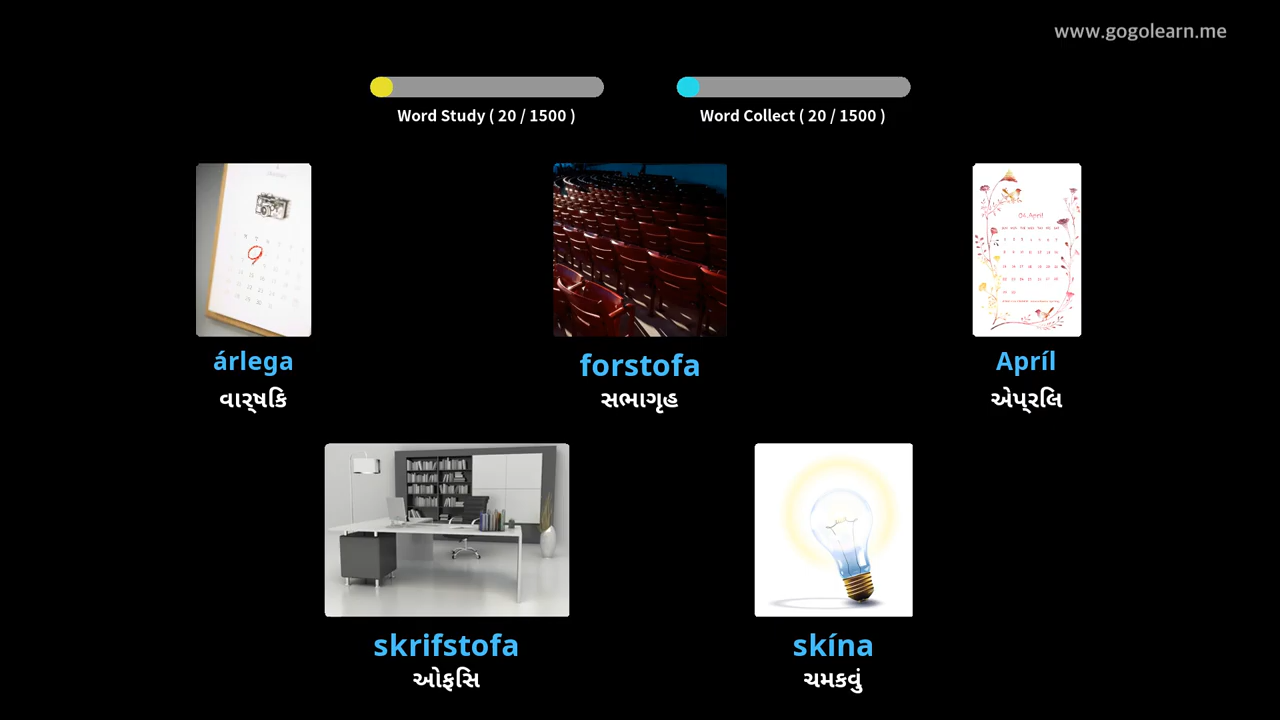 www.gogolearn.me
Word Study ( 20 / 1500 )
Word Collect ( 20 / 1500 )
árlega
વાર્ષકિ
forstofa
સભાગૃહ
Apríl
એપ્રલિ
skrifstofa
ઓફસિ
skína
ચમકવું